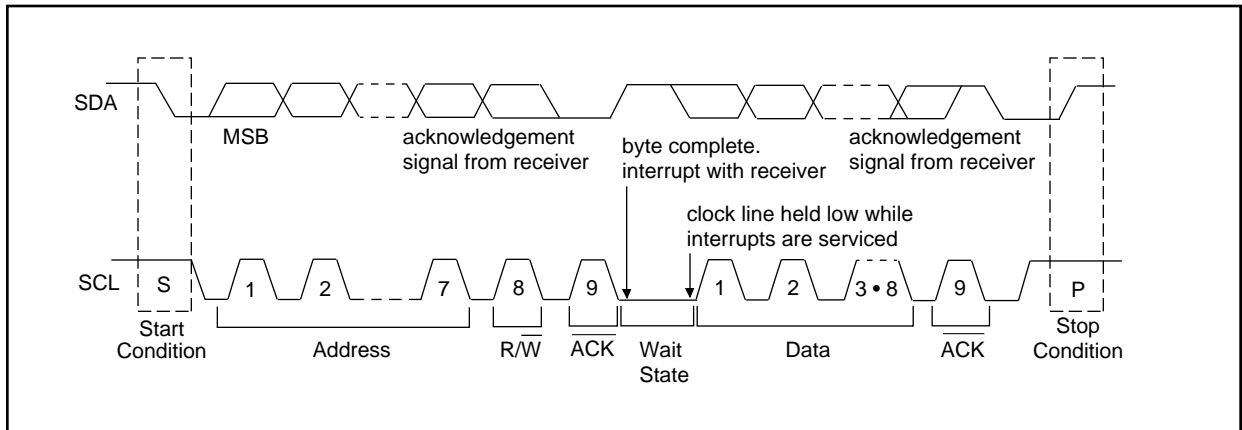 SDA
MSB
acknowledgement
signal from receiver
byte complete.
interrupt with receiver
acknowledgement
signal from receiver
clock line held low while
interrupts are serviced
SCL
S
1
2
7
8
9
1
2
3 • 8
9
P
Start
Condition
Address
R/W̅
A̅C̅K̅
Wait
State
Data
A̅C̅K̅
Stop
Condition